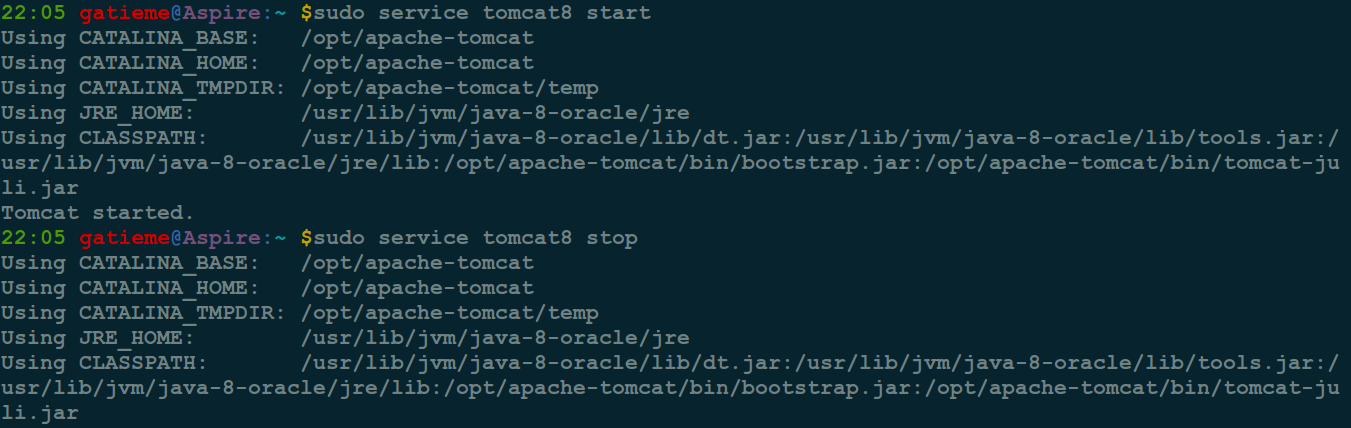 22:05 gatieme@Aspire:~ $sudo service tomcat8 start
Using CATALINA_BASE:   /opt/apache-tomcat
Using CATALINA_HOME:   /opt/apache-tomcat
Using CATALINA_TMPDIR: /opt/apache-tomcat/temp
Using JRE_HOME:        /usr/lib/jvm/java-8-oracle/jre
Using CLASSPATH:       /usr/lib/jvm/java-8-oracle/lib/dt.jar:/usr/lib/jvm/java-8-oracle/lib/tools.jar:/
usr/lib/jvm/java-8-oracle/jre/lib:/opt/apache-tomcat/bin/bootstrap.jar:/opt/apache-tomcat/bin/tomcat-ju
li.jar
Tomcat started.
22:05 gatieme@Aspire:~ $sudo service tomcat8 stop
Using CATALINA_BASE:   /opt/apache-tomcat
Using CATALINA_HOME:   /opt/apache-tomcat
Using CATALINA_TMPDIR: /opt/apache-tomcat/temp
Using JRE_HOME:        /usr/lib/jvm/java-8-oracle/jre
Using CLASSPATH:       /usr/lib/jvm/java-8-oracle/lib/dt.jar:/usr/lib/jvm/java-8-oracle/lib/tools.jar:/
usr/lib/jvm/java-8-oracle/jre/lib:/opt/apache-tomcat/bin/bootstrap.jar:/opt/apache-tomcat/bin/tomcat-ju
li.jar